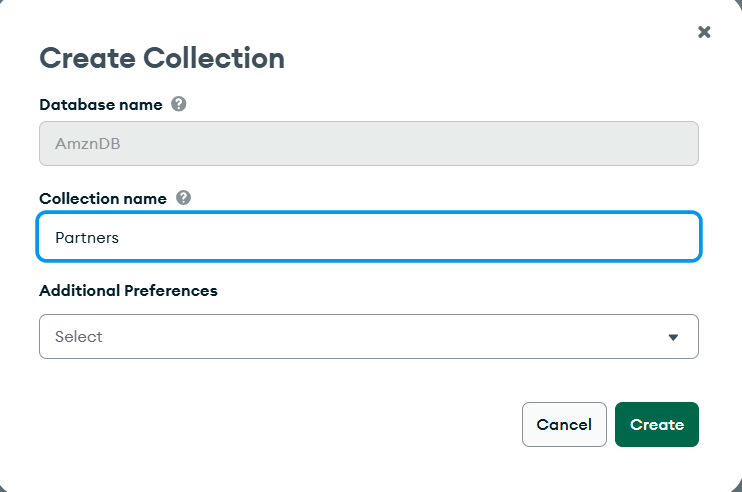 Create Collection
Database name
AmznDB
Collection name
Partners
Additional Preferences
Select
Cancel Create